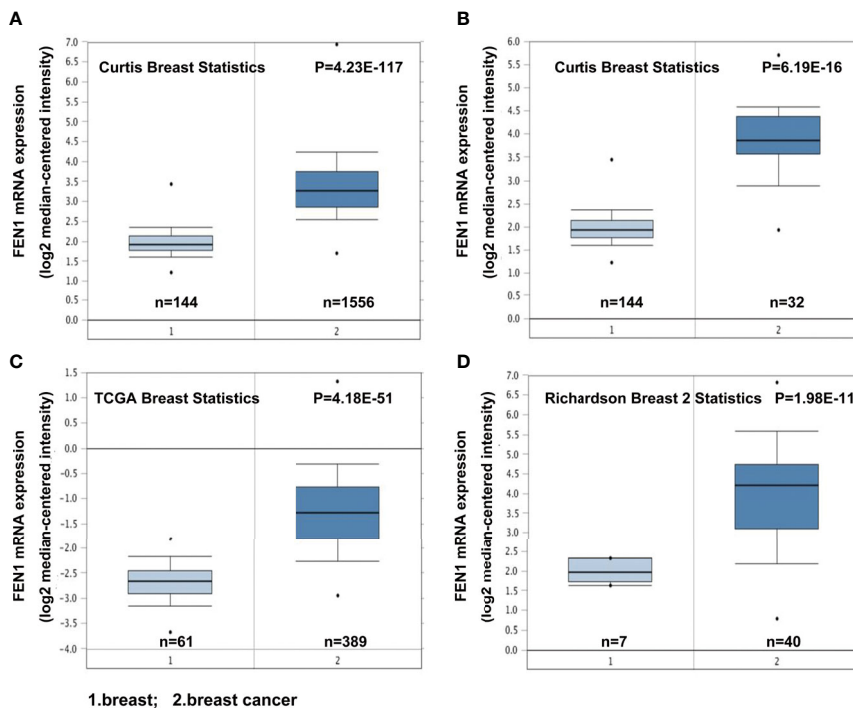 A
FEN1 mRNA expression
(log2 median-centered intensity)
7.0
6.5
6.0
5.5
5.0
4.5
4.0
3.5
3.0
2.5
2.0
1.5
1.0
0.5
0.0
Curtis Breast Statistics P=4.23E-117
n=144 n=1556
1 2
B
FEN1 mRNA expression
(log2 median-centered intensity)
6.0
5.5
5.0
4.5
4.0
3.5
3.0
2.5
2.0
1.5
1.0
0.5
0.0
Curtis Breast Statistics P=6.19E-16
n=144 n=32
1 2
C
FEN1 mRNA expression
(log2 median-centered intensity)
1.5
1.0
0.5
0.0
−0.5
−1.0
−1.5
−2.0
−2.5
−3.0
−3.5
−4.0
TCGA Breast Statistics P=4.18E-51
n=61 n=389
1 2
D
FEN1 mRNA expression
(log2 median-centered intensity)
7.0
6.5
6.0
5.5
5.0
4.5
4.0
3.5
3.0
2.5
2.0
1.5
1.0
0.5
0.0
Richardson Breast 2 Statistics P=1.98E-11
n=7 n=40
1 2
1.breast; 2.breast cancer